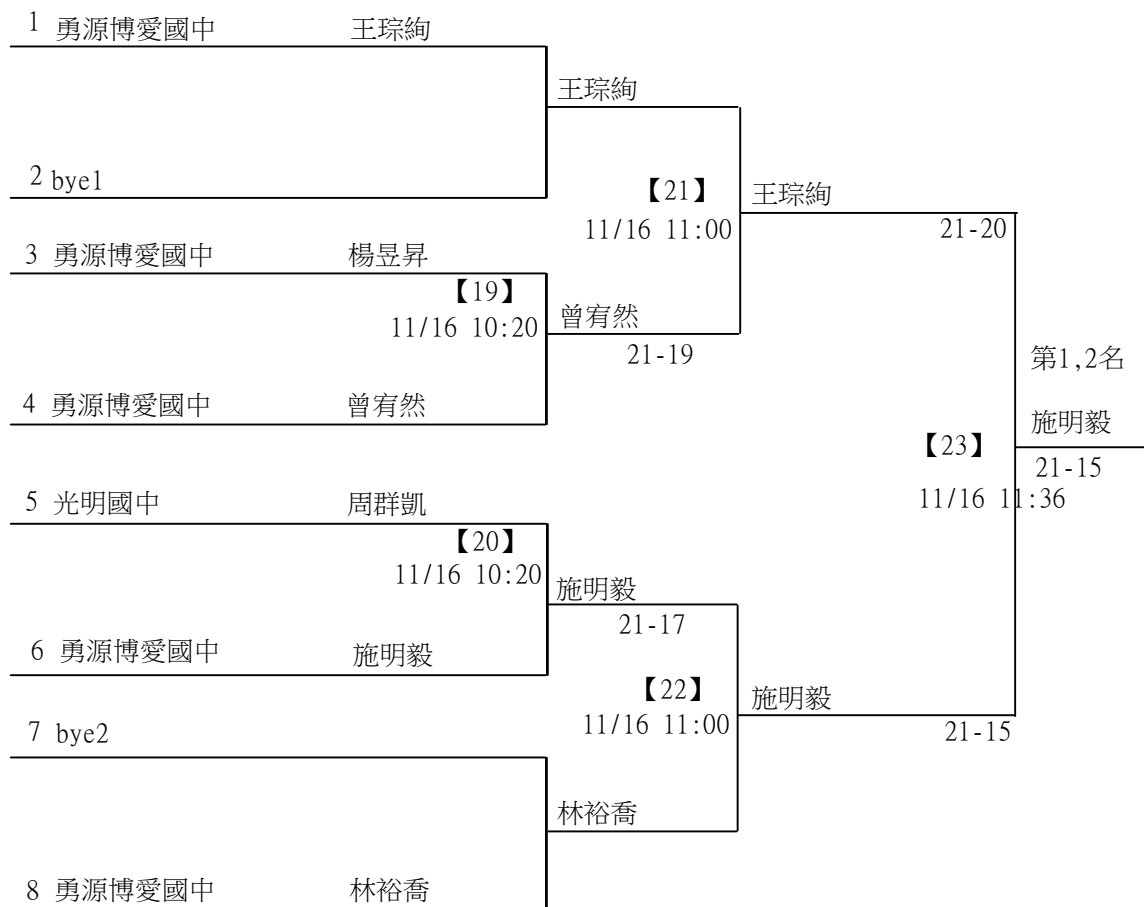 1 勇源博愛國中 王琮絢
王琮絢
2 bye1
【21】
王琮絢
11/16 11:00
21-20
3 勇源博愛國中 楊昱昇
【19】
11/16 10:20
曾宥然
21-19
第1,2名
4 勇源博愛國中 曾宥然
施明毅
【23】
21-15
11/16 11:36
5 光明國中 周群凱
【20】
11/16 10:20
施明毅
21-17
6 勇源博愛國中 施明毅
【22】
施明毅
11/16 11:00
21-15
7 bye2
林裕喬
8 勇源博愛國中 林裕喬